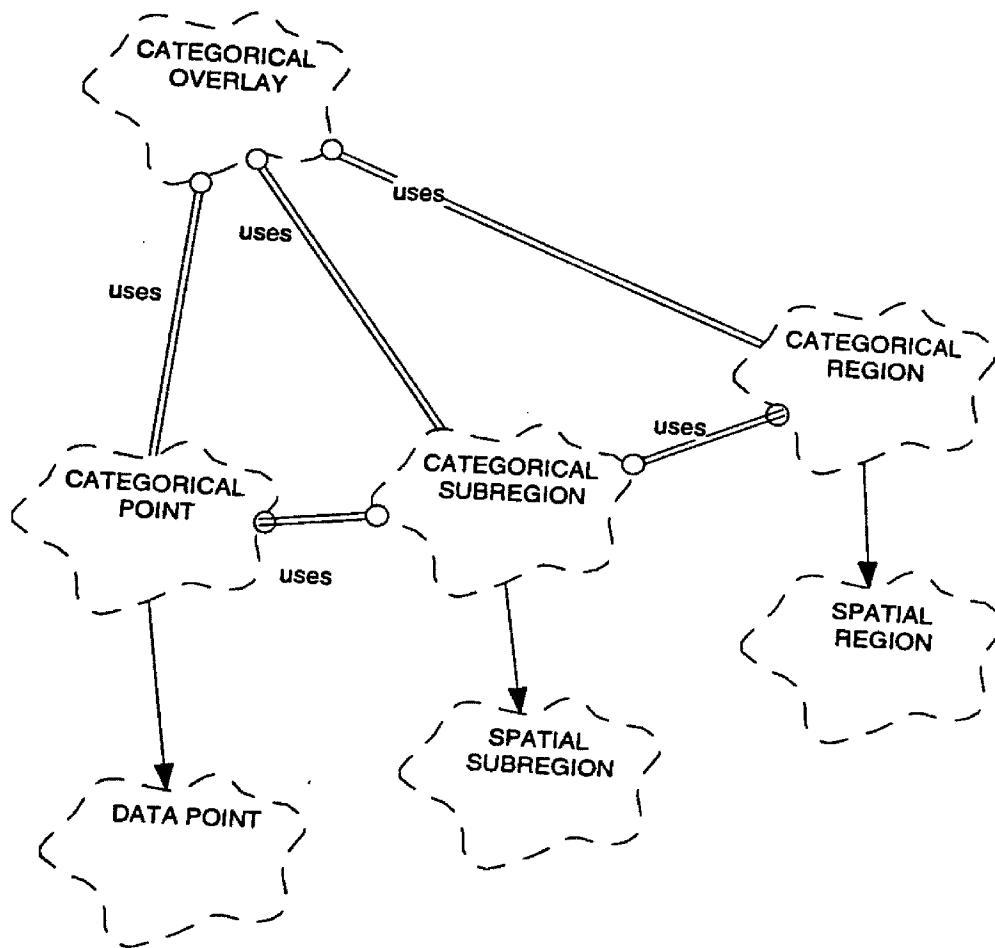 CATEGORICAL
OVERLAY
uses
uses
uses
CATEGORICAL
REGION
uses
CATEGORICAL
POINT
CATEGORICAL
SUBREGION
uses
SPATIAL
REGION
SPATIAL
SUBREGION
DATA POINT